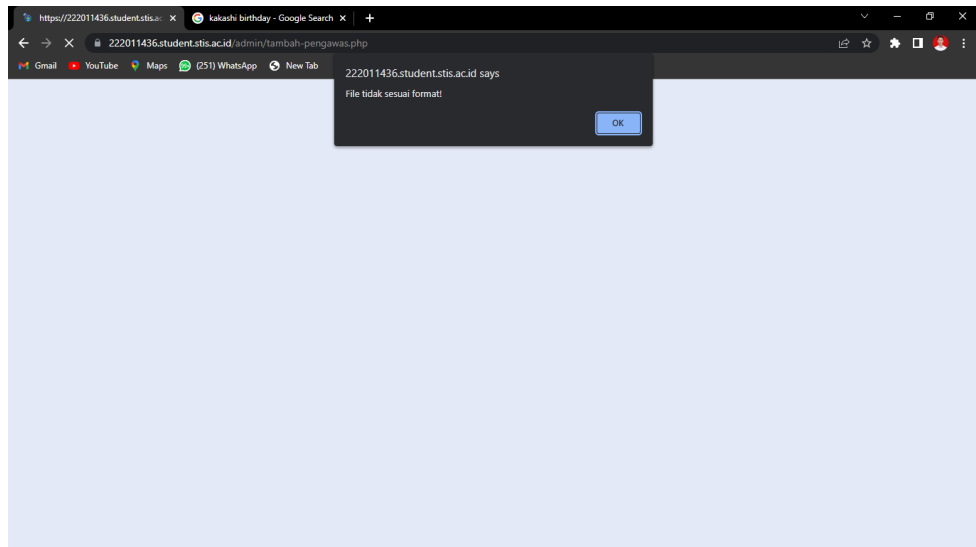 https://222011436.student.stis.ac
kakashi birthday - Google Search
222011436.student.stis.ac.id/admin/tambah-pengawas.php
Gmail
YouTube
Maps
(251) WhatsApp
New Tab
222011436.student.stis.ac.id says
File tidak sesuai format!
OK